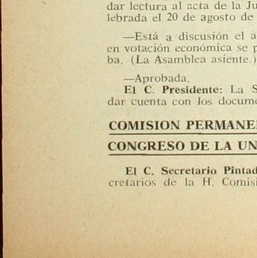 dar lectura al acta de la Ju
lebrada el 20 de agosto de
—Está a discusión el a
en votación económica se p
ba. (La Asamblea asiente.)
—Aprobada.
El C. Presidente: La S
dar cuenta con los docume
COMISION PERMANE
CONGRESO DE LA UN
El C. Secretario Pintad
cretarios de la H. Comisi